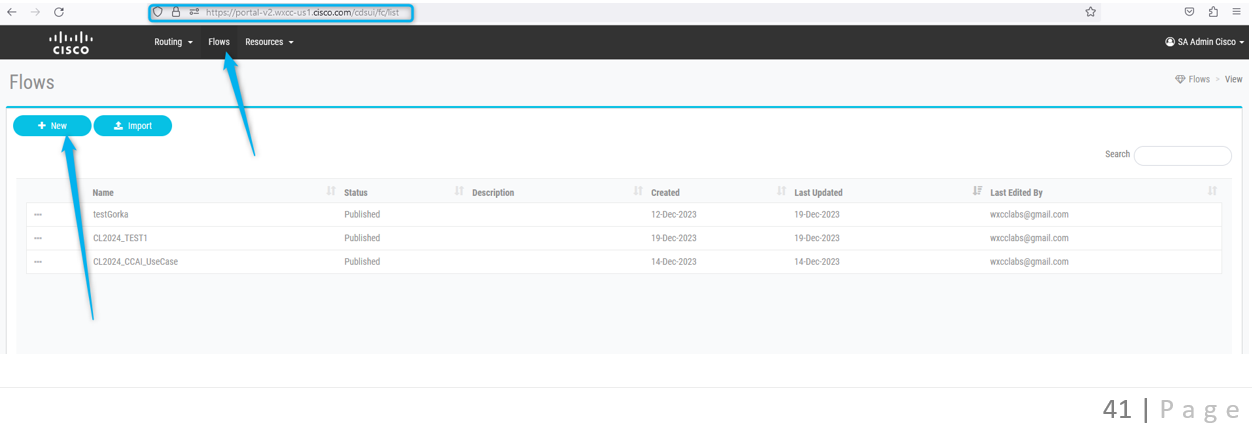 https://portal-v2.wxcc-us1.cisco.com/cdsui/fc/list
CISCO Routing Flows Resources SA Admin Cisco
Flows Flows > View
New Import
Search
Name Status Description Created Last Updated Last Edited By
testGorka Published 12-Dec-2023 19-Dec-2023 wxcclabs@gmail.com
CL2024_TEST1 Published 19-Dec-2023 19-Dec-2023 wxcclabs@gmail.com
CL2024_CCAI_UseCase Published 14-Dec-2023 14-Dec-2023 wxcclabs@gmail.com
41 | Page